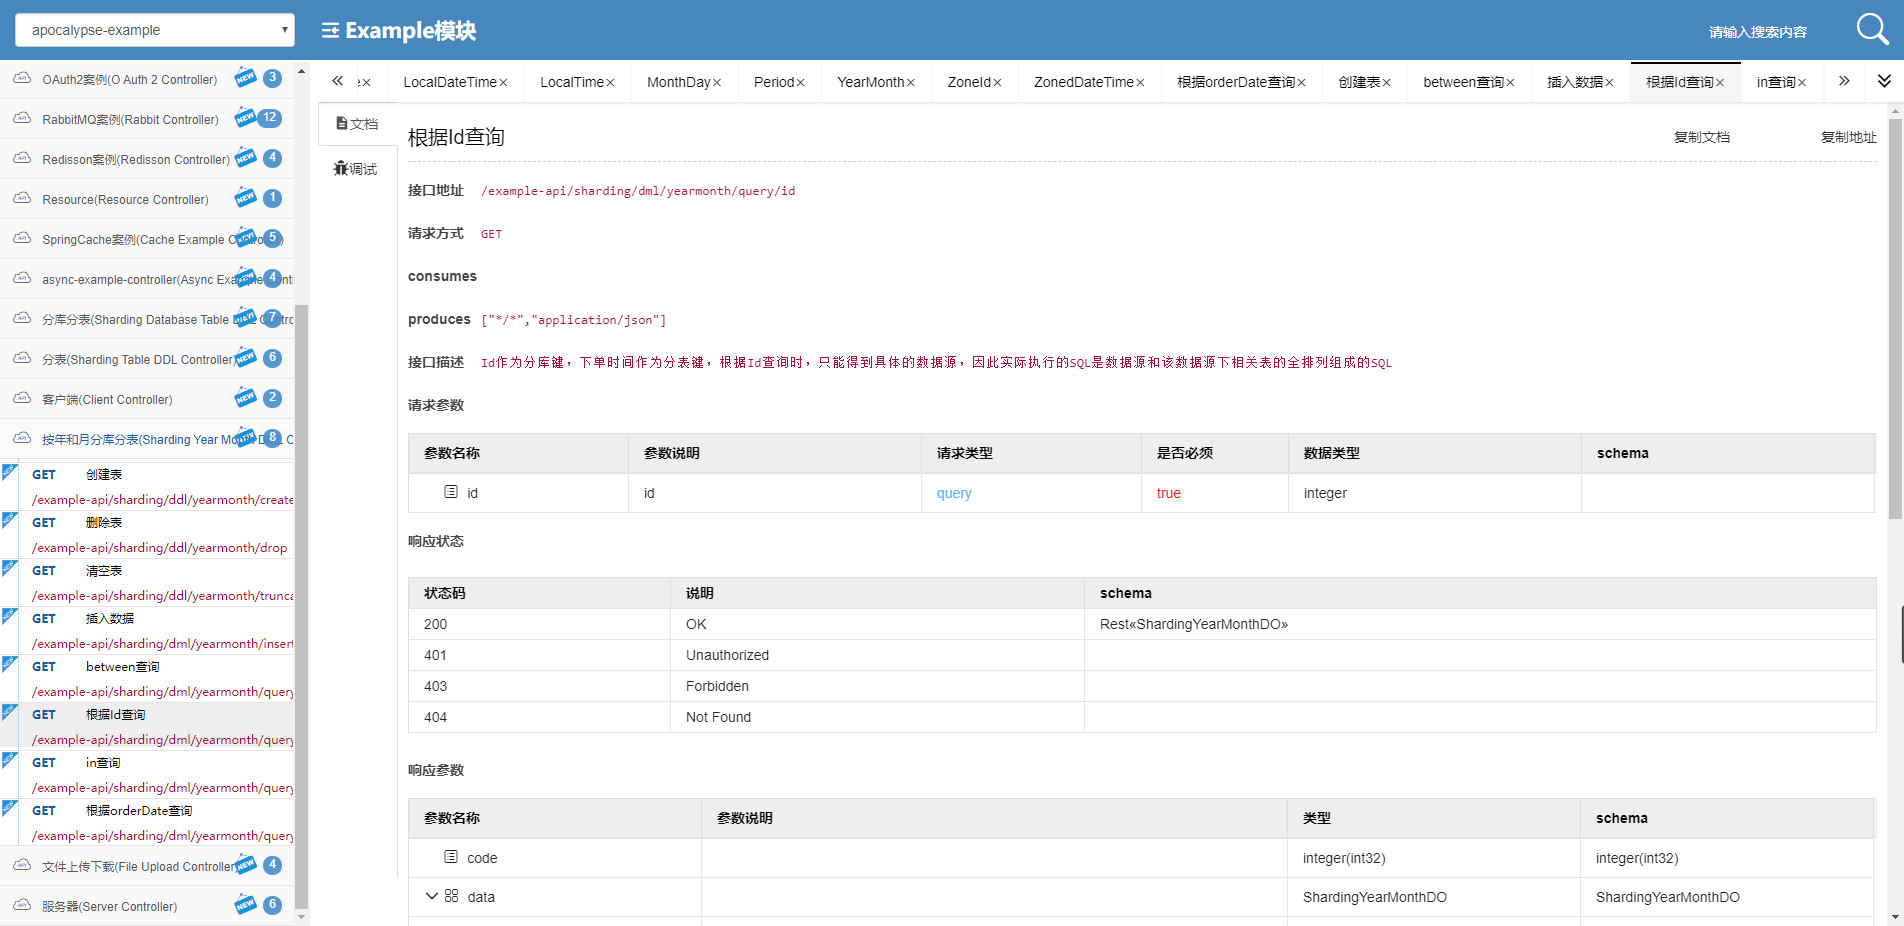 apocalypse-example
Example模块
请输入搜索内容
OAuth2案例(O Auth 2 Controller) NEW 3
RabbitMQ案例(Rabbit Controller) NEW 12
Redisson案例(Redisson Controller) NEW 4
Resource(Resource Controller) NEW 1
SpringCache案例(Cache Example NEW 5
async-example-controller(Async NEW 4
分库分表(Sharding Database Table NEW 7
分表(Sharding Table DDL Controller) NEW 6
客户端(Client Controller) NEW 2
按年和月分库分表(Sharding Year NEW 8
GET 创建表
/example-api/sharding/ddl/yearmonth/create
GET 删除表
/example-api/sharding/ddl/yearmonth/drop
GET 清空表
/example-api/sharding/ddl/yearmonth/trunca
GET 插入数据
/example-api/sharding/dml/yearmonth/insert
GET between查询
/example-api/sharding/dml/yearmonth/query
GET 根据Id查询
/example-api/sharding/dml/yearmonth/query
GET in查询
/example-api/sharding/dml/yearmonth/query
GET 根据orderDate查询
/example-api/sharding/dml/yearmonth/query
文件上传下载(File Upload Controller) NEW 4
服务器(Server Controller) NEW 6
LocalDateTime× LocalTime× MonthDay× Period× YearMonth× ZoneId× ZonedDateTime× 根据orderDate查询× 创建表× between查询× 插入数据× 根据Id查询× in查询×
文档
调试
根据Id查询 复制文档 复制地址
接口地址 /example-api/sharding/dml/yearmonth/query/id
请求方式 GET
consumes
produces ["*/*","application/json"]
接口描述 Id作为分库键，下单时间作为分表键，根据Id查询时，只能得到具体的数据源，因此实际执行的SQL是数据源和该数据源下相关表的全排列组成的SQL
请求参数
参数名称 参数说明 请求类型 是否必须 数据类型 schema
id id query true integer
响应状态
状态码 说明 schema
200 OK Rest«ShardingYearMonthDO»
401 Unauthorized
403 Forbidden
404 Not Found
响应参数
参数名称 参数说明 类型 schema
code integer(int32) integer(int32)
data ShardingYearMonthDO ShardingYearMonthDO